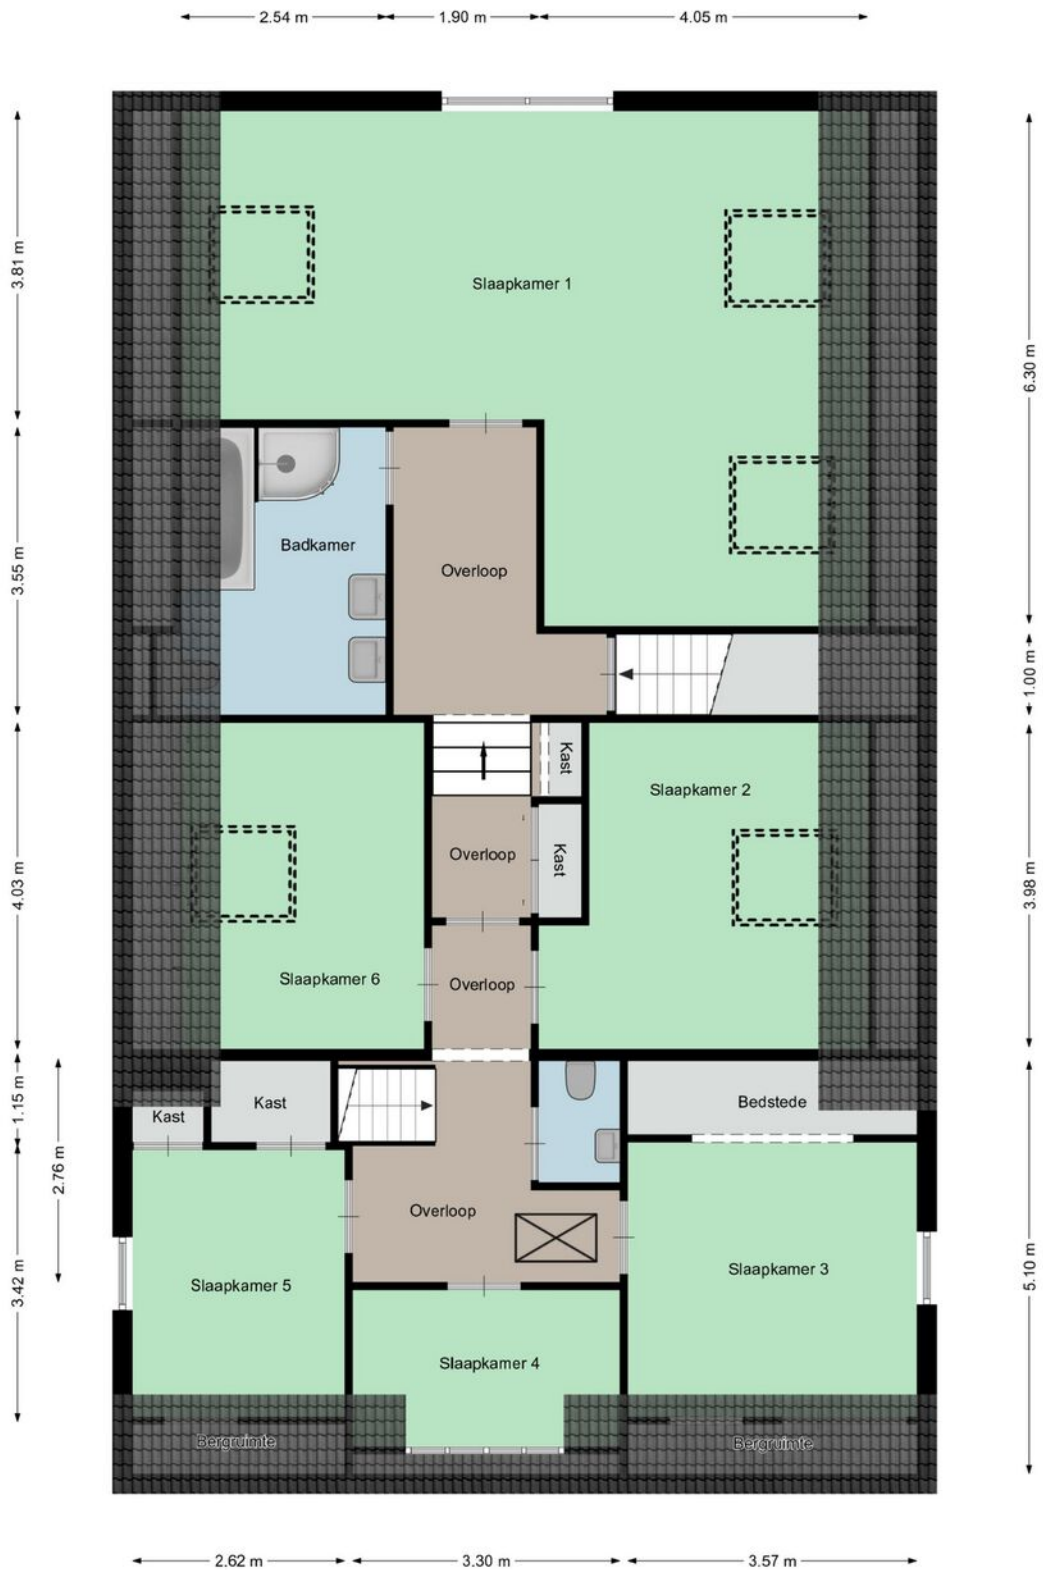 2.54 m
1.90 m
4.05 m
3.81 m
Slaapkamer 1
6.30 m
3.55 m
Badkamer
Overloop
1.00 m
Kast
Slaapkamer 2
4.03 m
Overloop
Kast
3.98 m
Slaapkamer 6
Overloop
1.15 m
Kast
Kast
Bedstede
2.76 m
Overloop
3.42 m
Slaapkamer 5
Slaapkamer 3
5.10 m
Slaapkamer 4
Bergruimte
Bergruimte
2.62 m
3.30 m
3.57 m